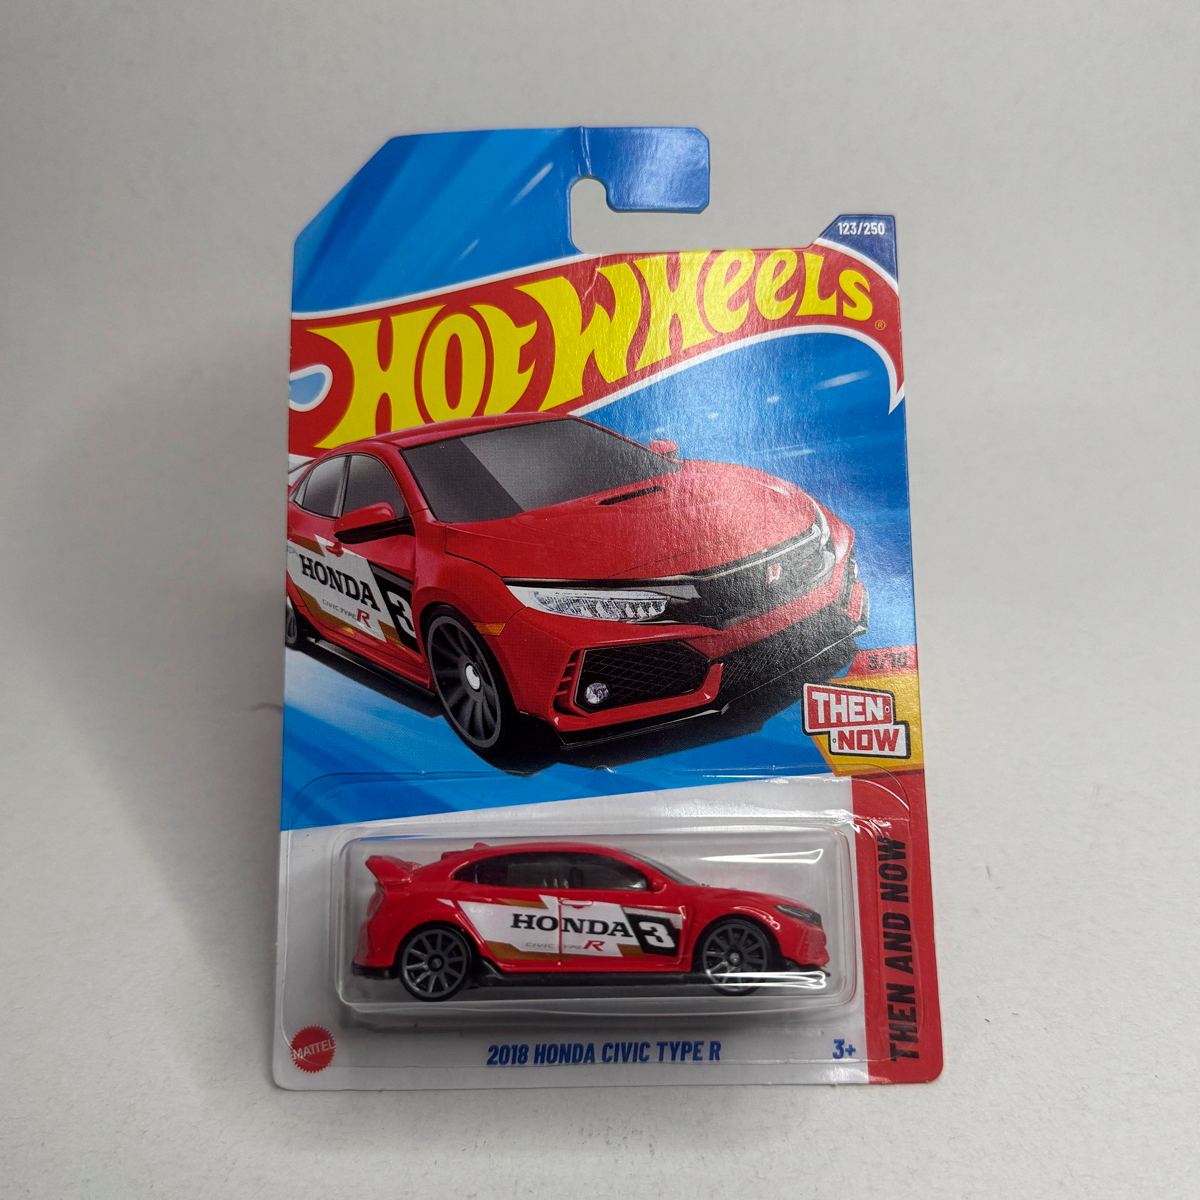 123/250
HOT WHEELS®
HONDA
CIVIC TYPE R
3
3/10
THEN
NOW
THEN AND NOW
HONDA 3
CIVIC TYPE R
MATTEL
2018 HONDA CIVIC TYPE R
3+